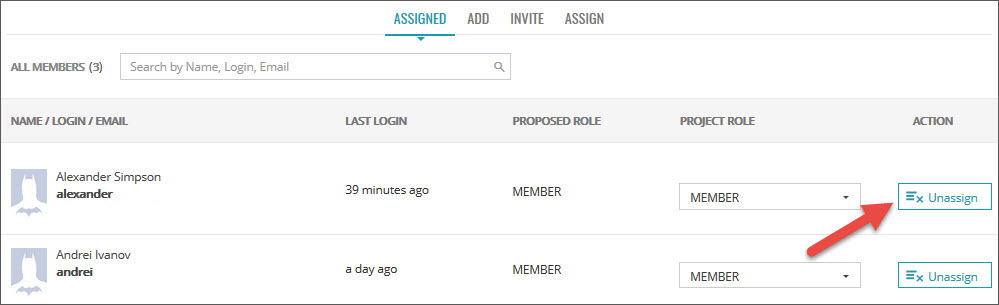 ASSIGNED ADD INVITE ASSIGN
ALL MEMBERS (3) Search by Name, Login, Email
NAME / LOGIN / EMAIL LAST LOGIN PROPOSED ROLE PROJECT ROLE ACTION
Alexander Simpson
alexander
39 minutes ago MEMBER MEMBER Unassign
Andrei Ivanov
andrei
a day ago MEMBER MEMBER Unassign